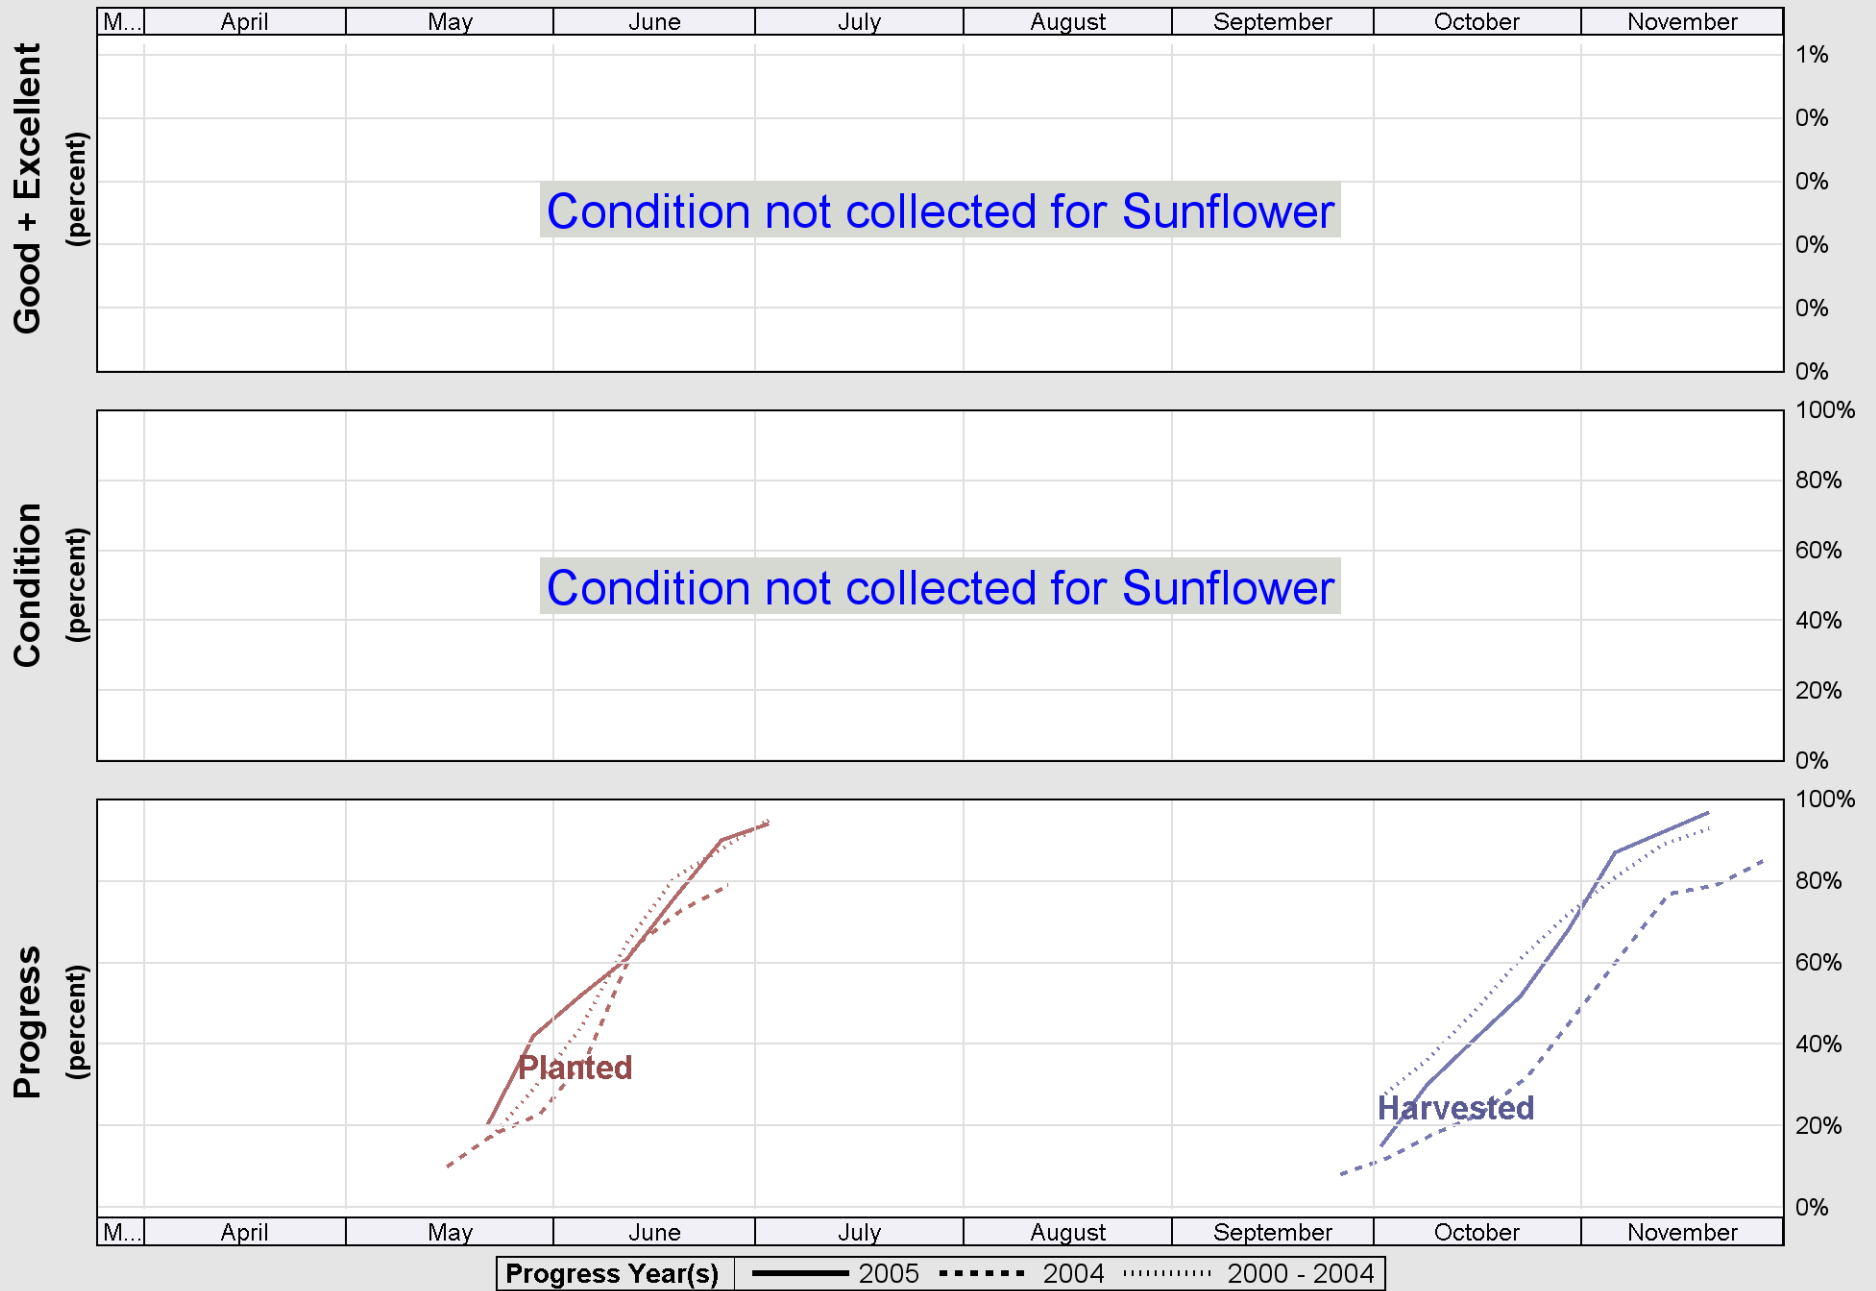 M... April May June July August September October November
Good + Excellent
(percent)
1%
0%
0%
0%
0%
0%
Condition not collected for Sunflower
Condition
(percent)
100%
80%
60%
40%
20%
0%
Condition not collected for Sunflower
Progress
(percent)
100%
80%
60%
40%
20%
0%
Planted
Harvested
M... April May June July August September October November
Progress Year(s) 2005 2004 2000 - 2004